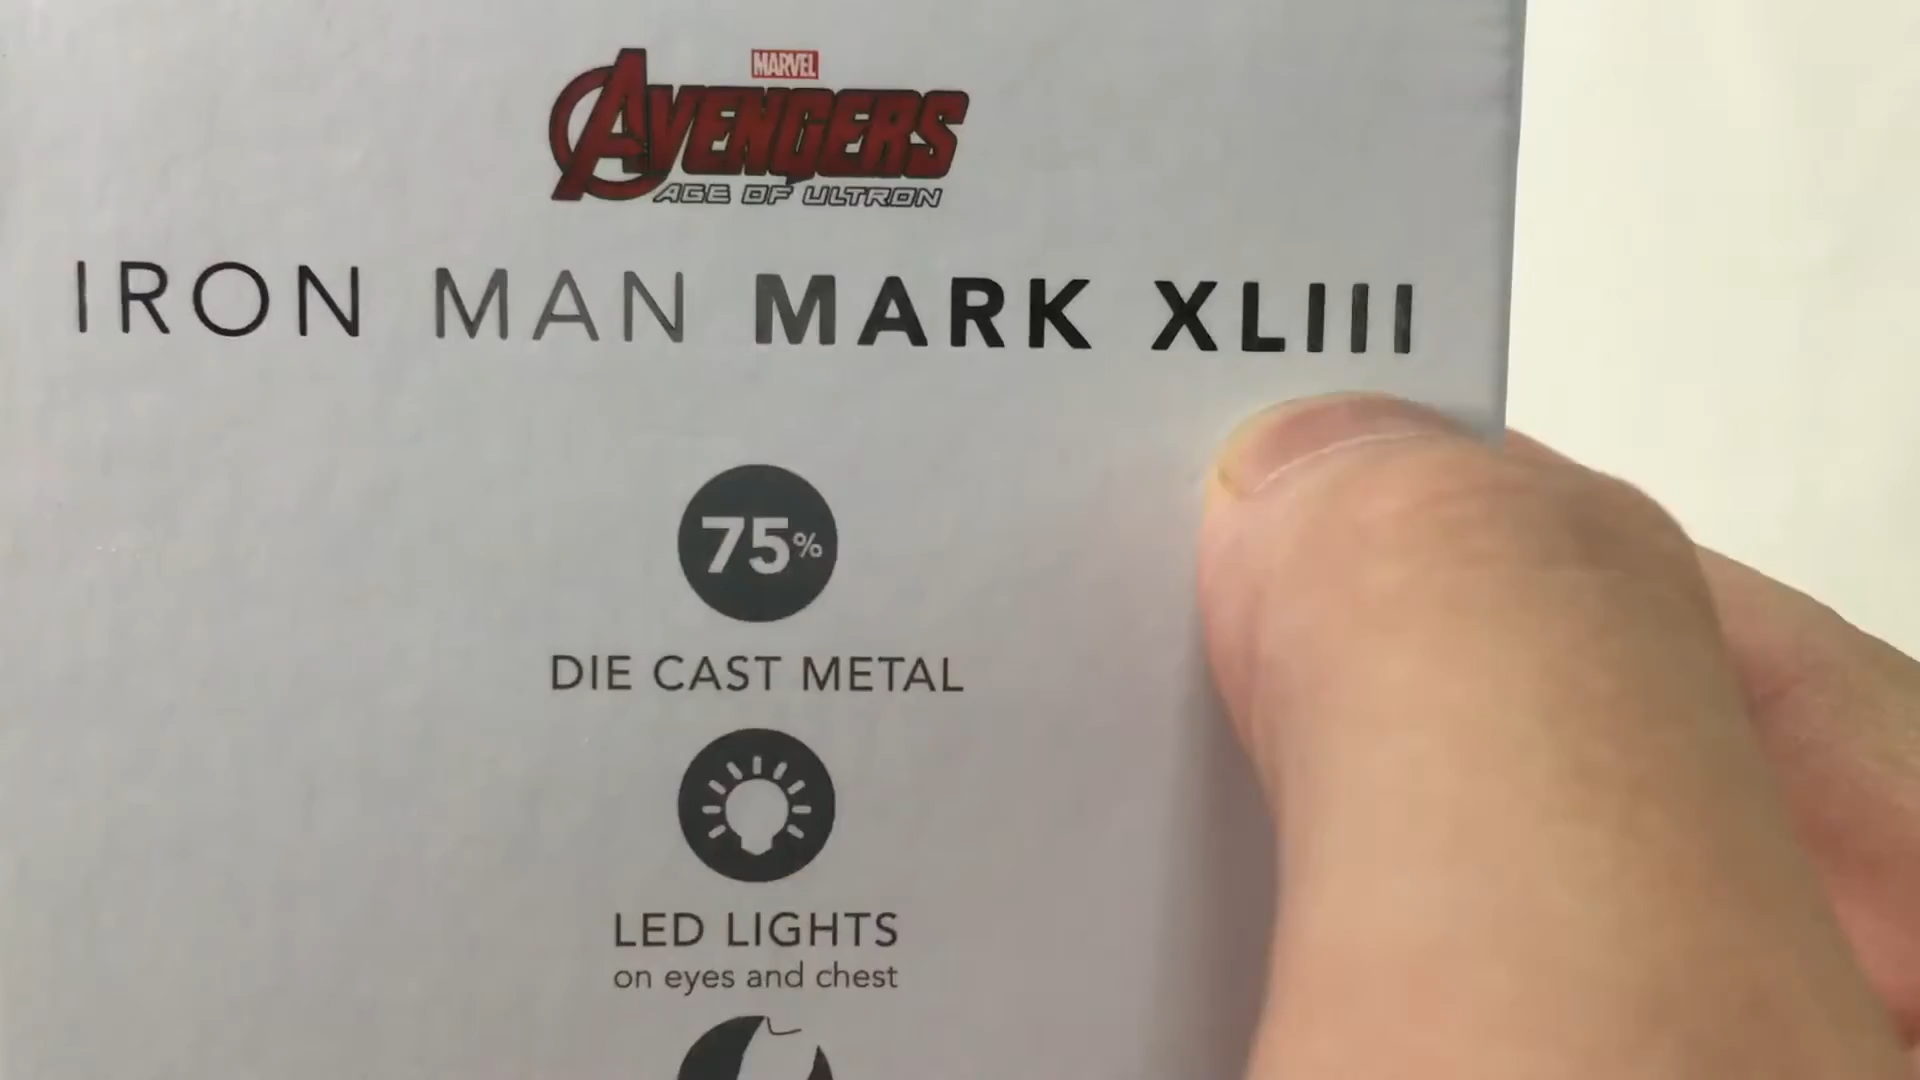 MARVEL
AVENGERS
AGE OF ULTRON
IRON MAN MARK XLIII
75%
DIE CAST METAL
LED LIGHTS
on eyes and chest